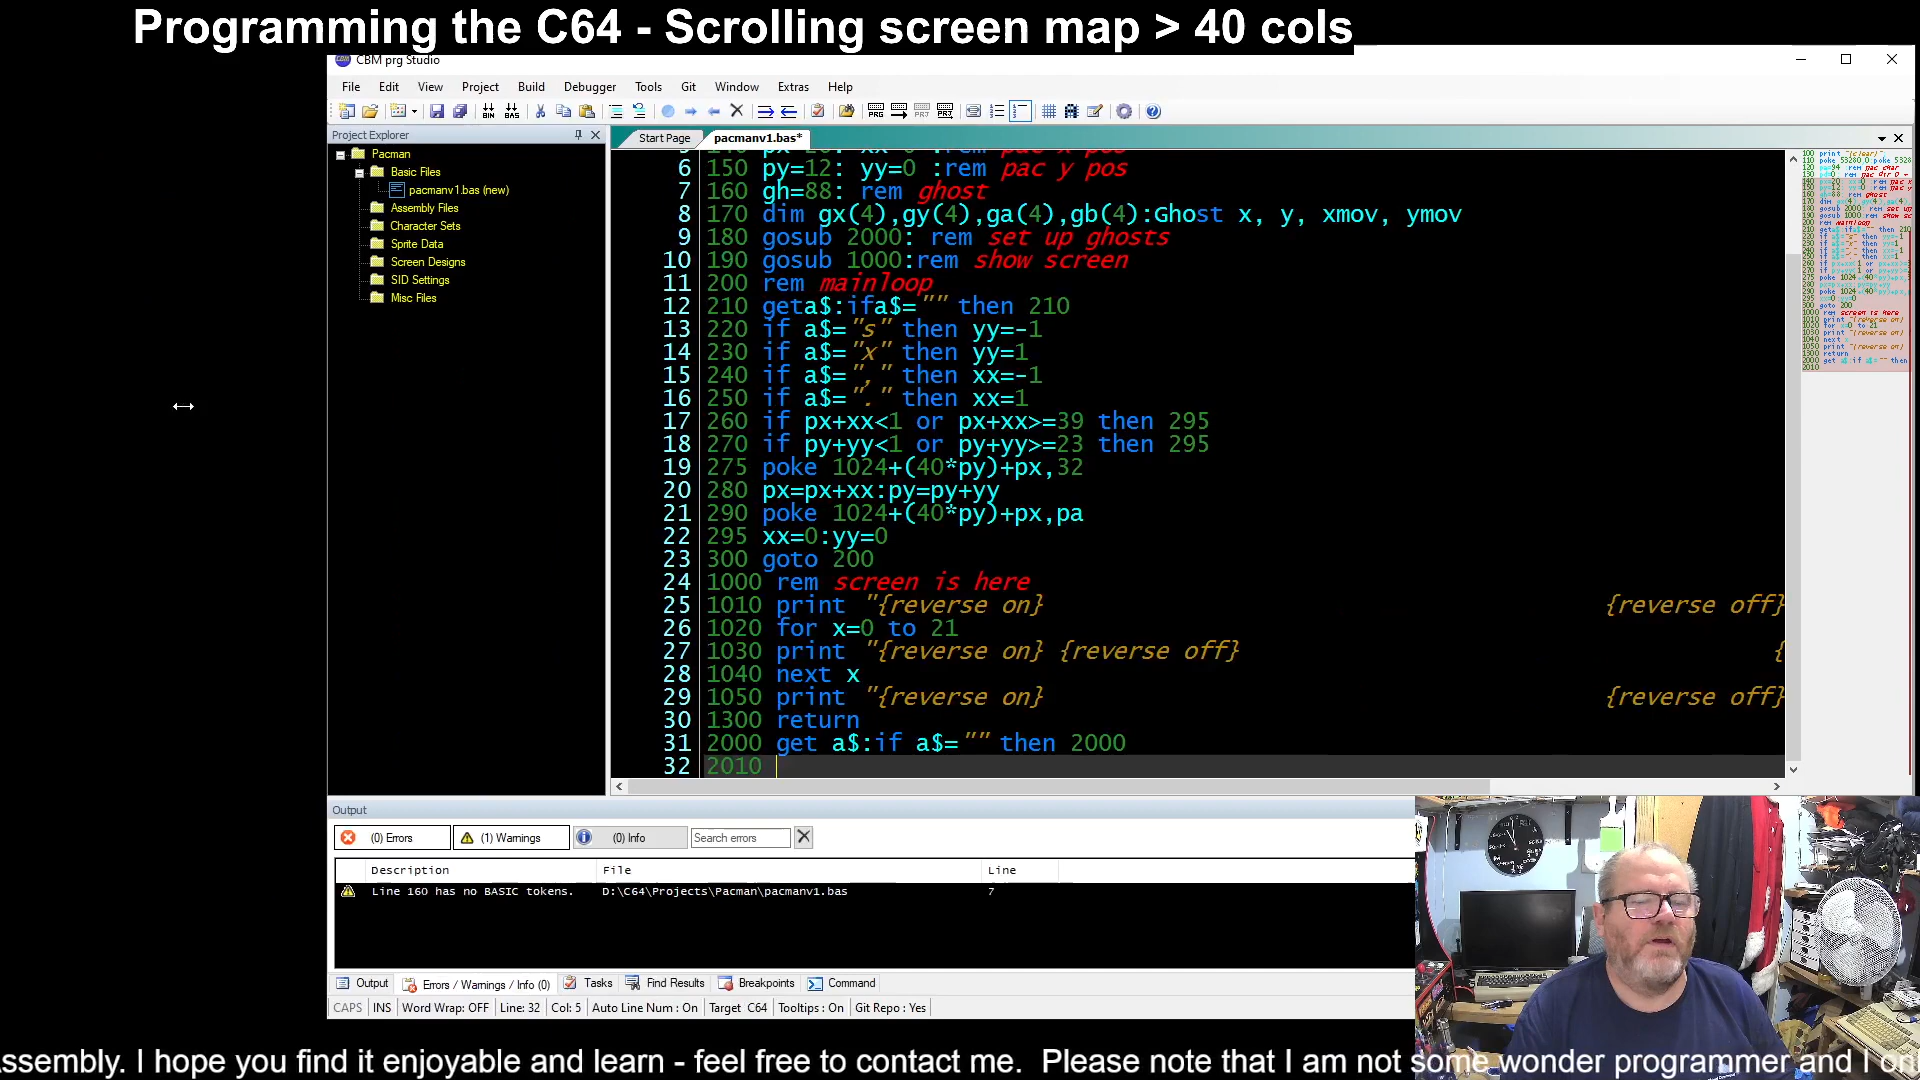 Programming the C64 - Scrolling screen map > 40 cols
CBM prg Studio
File Edit View Project Build Debugger Tools Git Window Extras Help
Project Explorer
Start Page pacmanv1.bas*
Pacman
Basic Files
pacmanv1.bas (new)
Assembly Files
Character Sets
Sprite Data
Screen Designs
SID Settings
Misc Files
6 150 py=12: yy=0 :rem pac y pos
7 160 gh=88: rem ghost
8 170 dim gx(4),gy(4),ga(4),gb(4):Ghost x, y, xmov, ymov
9 180 gosub 2000: rem set up ghosts
10 190 gosub 1000:rem show screen
11 200 rem mainloop
12 210 geta$:ifa$="" then 210
13 220 if a$="s" then yy=-1
14 230 if a$="x" then yy=1
15 240 if a$="," then xx=-1
16 250 if a$="." then xx=1
17 260 if px+xx<1 or px+xx>=39 then 295
18 270 if py+yy<1 or py+yy>=23 then 295
19 275 poke 1024+(40*py)+px,32
20 280 px=px+xx:py=py+yy
21 290 poke 1024+(40*py)+px,pa
22 295 xx=0:yy=0
23 300 goto 200
24 1000 rem screen is here
25 1010 print "{reverse on} {reverse off}
26 1020 for x=0 to 21
27 1030 print "{reverse on} {reverse off} {
28 1040 next x
29 1050 print "{reverse on} {reverse off}
30 1300 return
31 2000 get a$:if a$="" then 2000
32 2010
Output
(0) Errors (1) Warnings (0) Info Search errors
Description File Line
Line 160 has no BASIC tokens. D:\C64\Projects\Pacman\pacmanv1.bas 7
Output Errors / Warnings / Info (0) Tasks Find Results Breakpoints Command
CAPS INS Word Wrap: OFF Line: 32 Col: 5 Auto Line Num : On Target C64 Tooltips : On Git Repo : Yes
ssembly. I hope you find it enjoyable and learn - feel free to contact me. Please note that I am not some wonder programmer and I on